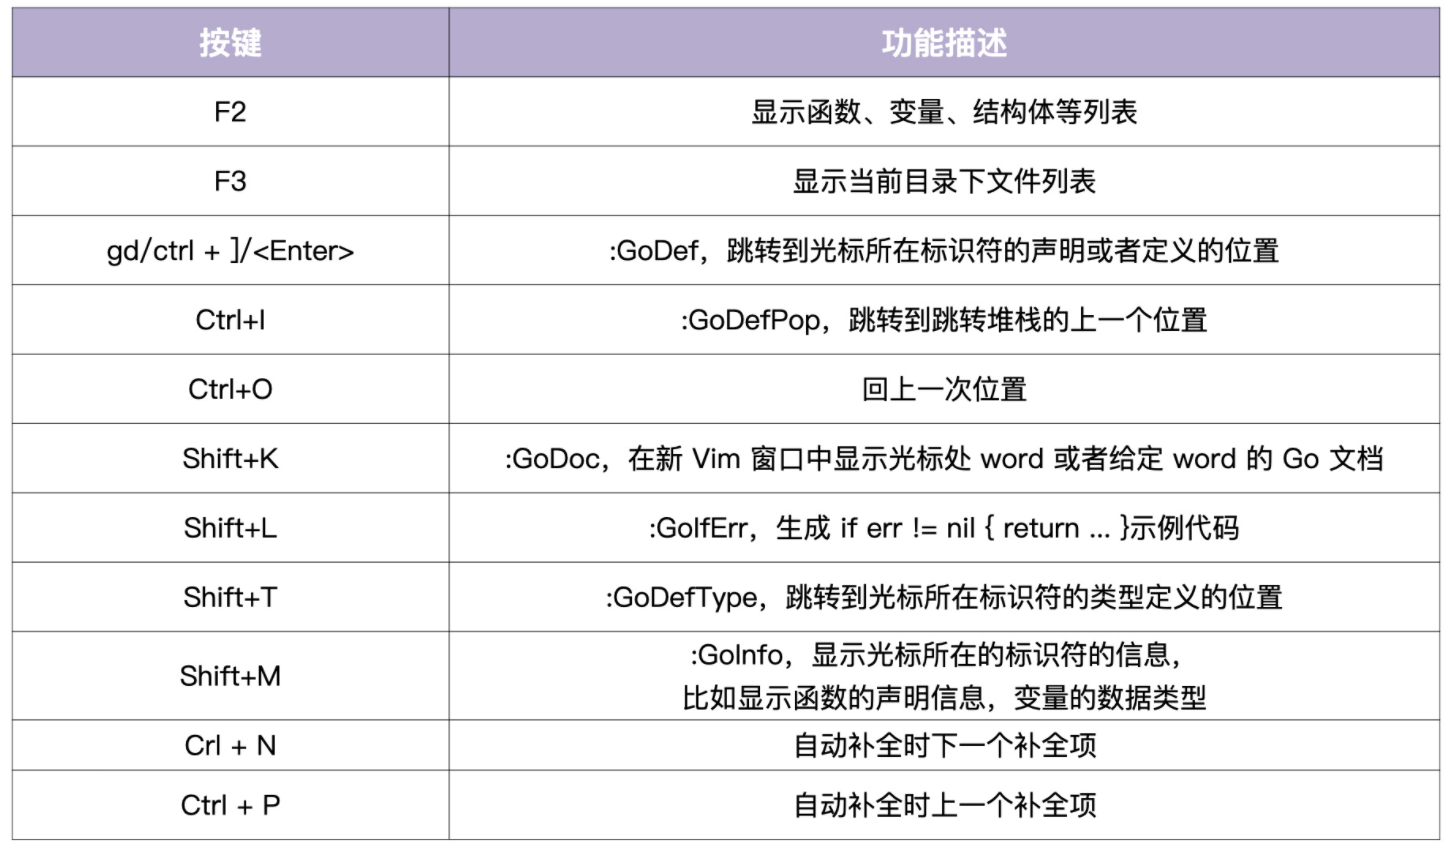 按键 功能描述
F2 显示函数、变量、结构体等列表
F3 显示当前目录下文件列表
gd/ctrl + ]/<Enter> :GoDef，跳转到光标所在标识符的声明或者定义的位置
Ctrl+I :GoDefPop，跳转到跳转堆栈的上一个位置
Ctrl+O 回上一次位置
Shift+K :GoDoc，在新 Vim 窗口中显示光标处 word 或者给定 word 的 Go 文档
Shift+L :GoIfErr，生成 if err != nil { return ... }示例代码
Shift+T :GoDefType，跳转到光标所在标识符的类型定义的位置
Shift+M :GoInfo，显示光标所在的标识符的信息，
比如显示函数的声明信息，变量的数据类型
Crl + N 自动补全时下一个补全项
Ctrl + P 自动补全时上一个补全项